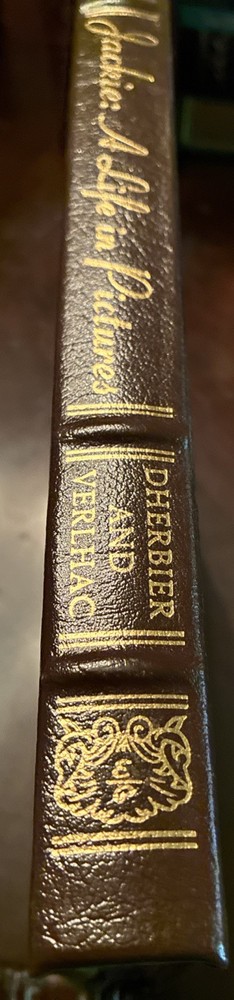 Jackie: A Life in Pictures
DHERBIER
AND
VERLHAC